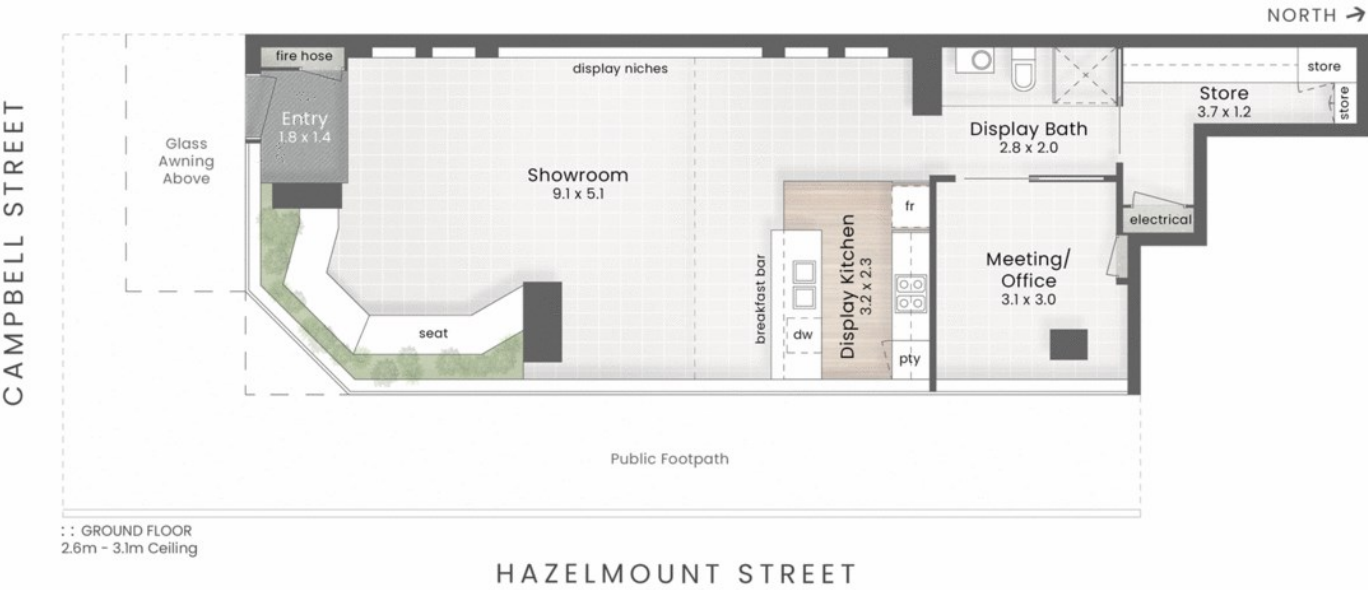 NORTH
fire hose
display niches
store
Store
3.7 x 1.2
store
Entry
1.8 x 1.4
Glass
Awning
Above
Display Bath
2.8 x 2.0
Showroom
9.1 x 5.1
fr
electrical
CAMPBELL STREET
breakfast bar
Display Kitchen
3.2 x 2.3
Meeting/
Office
3.1 x 3.0
seat
dw
pty
Public Footpath
:: GROUND FLOOR
2.6m - 3.1m Ceiling
HAZELMOUNT STREET